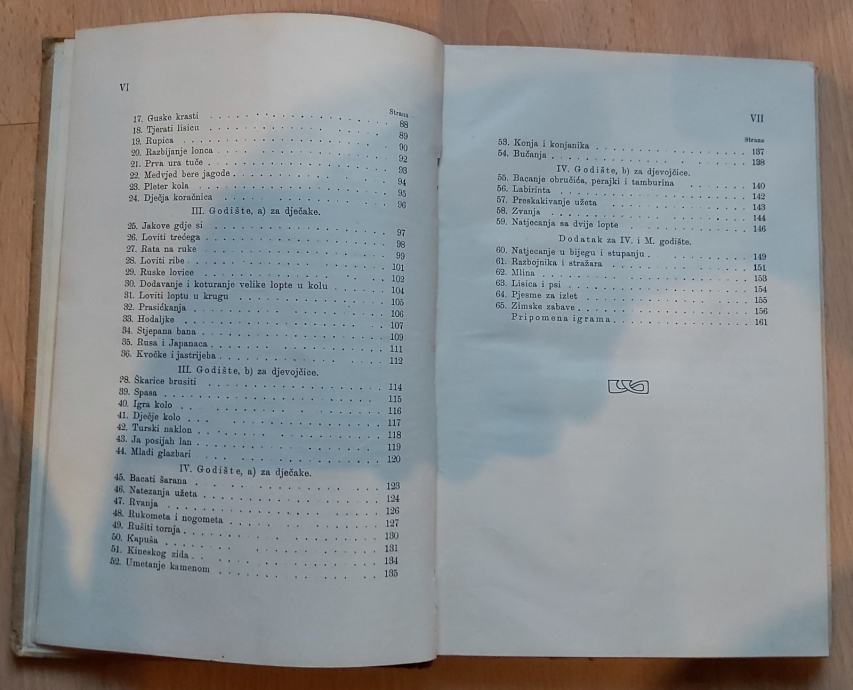 VI
Strana
17. Guske krasti 88
18. Tjerati lisicu 89
19. Rupica 90
20. Razbijanje lonca 92
21. Prva ura tuče 93
22. Medvjed bere jagode 94
23. Pleter kola 95
24. Dječja koračnica 96
III. Godište, a) za dječake.
25. Jakove gdje si 97
26. Loviti trećega 98
27. Rata na ruke 99
28. Loviti ribe 101
29. Ruske lovice 102
30. Dodavanje i koturanje velike lopte u kolu 104
31. Loviti loptu u krugu 105
32. Prasićkanja 106
33. Hodaljke 107
34. Stjepana bana 109
35. Rusa i Japanaca 111
36. Kvočke i jastrijeba 112
III. Godište, b) za djevojčice.
38. Škarice brusiti 114
39. Spasa 115
40. Igra kolo 116
41. Dječje kolo 117
42. Turski naklon 118
43. Ja posijah lan 119
44. Mladi glazbari 120
IV. Godište, a) za dječake.
45. Bacati šarana 123
46. Natezanja užeta 124
47. Rvanja 126
48. Rukometa i nogometa 127
49. Rušiti tornja 130
50. Kapuša 131
51. Kineskog zida 134
52. Umetanje kamenom 135
VII
Strana
53. Konja i konjanika 137
54. Bučanja 138
IV. Godište, b) za djevojčice.
55. Bacanje obručića, perajki i tamburina 140
56. Labirinta 142
57. Preskakivanje užeta 143
58. Zvanja 144
59. Natjecanja sa dvije lopte 146
Dodatak za IV. i M. godište.
60. Natjecanje u bijegu i stupanju 149
61. Razbojnika i stražara 151
62. Mlina 153
63. Lisica i psi 154
64. Pjesme za izlet 155
65. Zimske zabave 156
Pripomena igrama 161